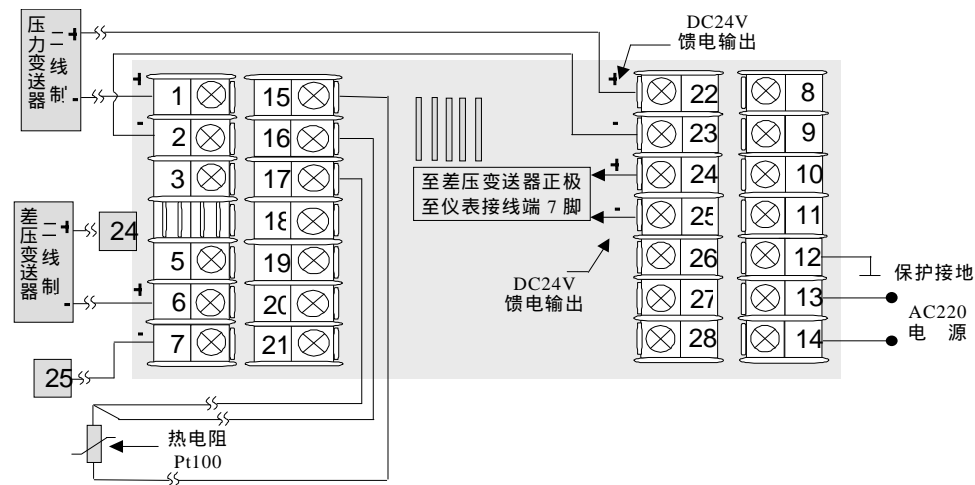 压力变送器
二线制
+
-
DC24V
馈电输出
+
-
+
-
1
2
3
5
6
7
15
16
17
18
19
20
21
22
23
24
25
26
27
28
8
9
10
11
12
13
14
+
-
+
-
至差压变送器正极
至仪表接线端 7 脚
DC24V
馈电输出
差压变送器
二线制
+
-
24
25
保护接地
AC220
电 源
热电阻
Pt100